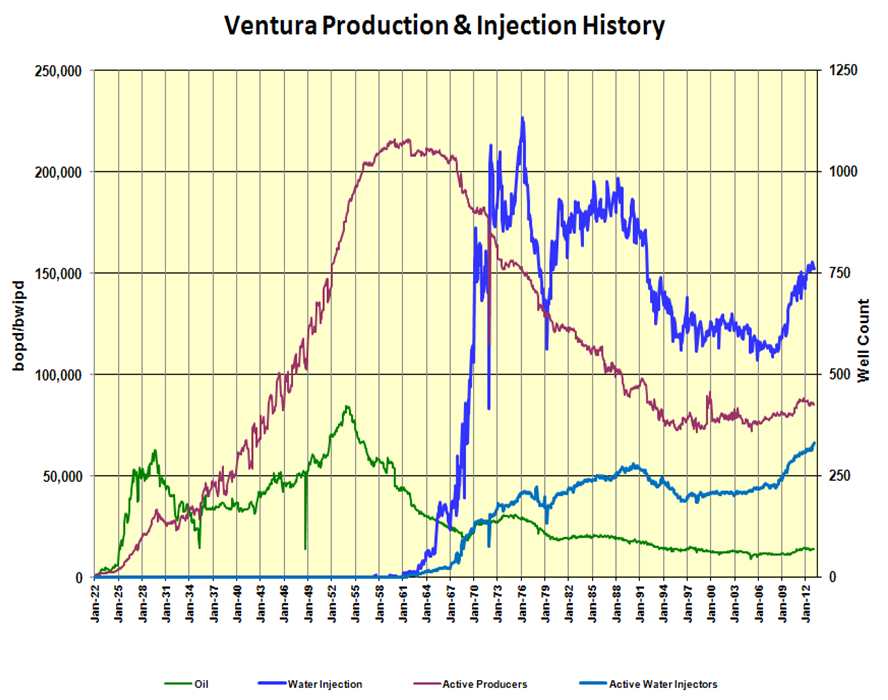 Ventura Production & Injection History
250,000
200,000
150,000
100,000
50,000
0
bopd/bwipd
1250
1000
750
500
250
0
Well Count
Jan-22
Jan-25
Jan-28
Jan-31
Jan-34
Jan-37
Jan-40
Jan-43
Jan-46
Jan-49
Jan-52
Jan-55
Jan-58
Jan-61
Jan-64
Jan-67
Jan-70
Jan-73
Jan-76
Jan-79
Jan-82
Jan-85
Jan-88
Jan-91
Jan-94
Jan-97
Jan-00
Jan-03
Jan-06
Jan-09
Jan-12
Oil
Water Injection
Active Producers
Active Water Injectors